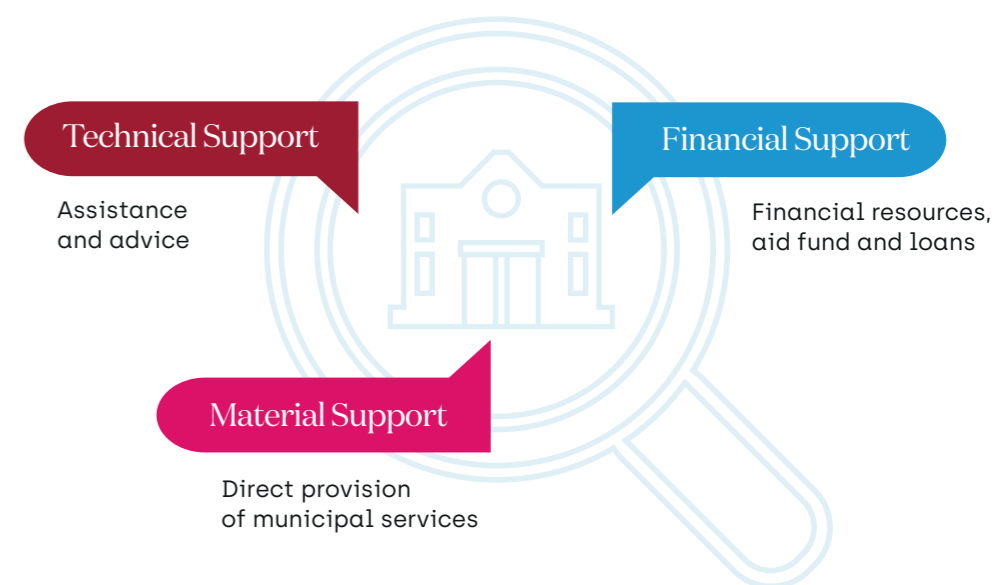 Technical Support
Assistance
and advice
Financial Support
Financial resources,
aid fund and loans
Material Support
Direct provision
of municipal services